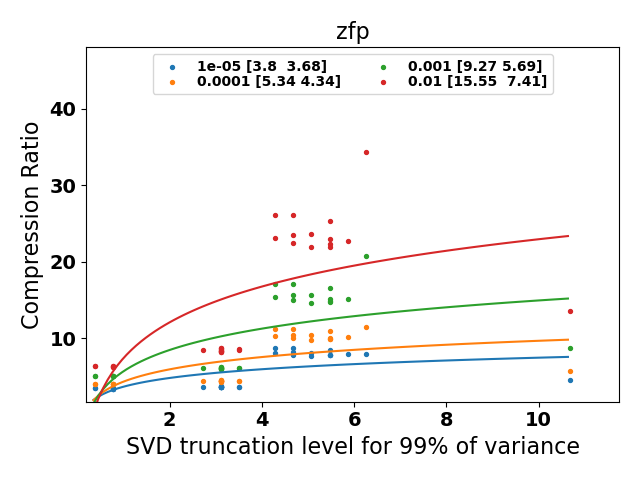 zfp
1e-05 [3.8  3.68]
0.0001 [5.34 4.34]
0.001 [9.27 5.69]
0.01 [15.55  7.41]
Compression Ratio
40
30
20
10
2 4 6 8 10
SVD truncation level for 99% of variance